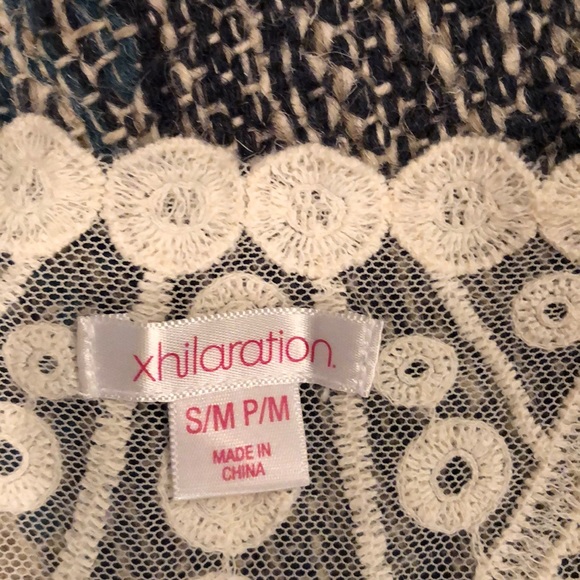 xhilaration.
S/M P/M
MADE IN
CHINA